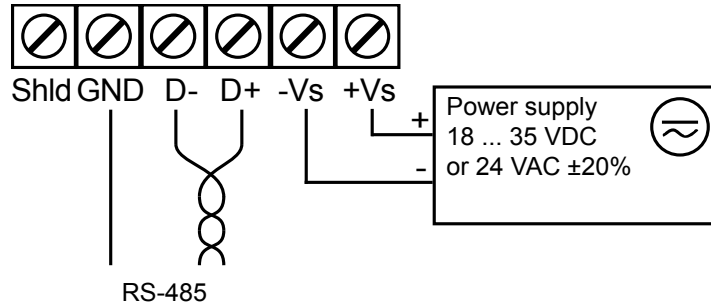 Shld GND D- D+ -Vs +Vs
+
-
Power supply
18 ... 35 VDC
or 24 VAC ±20%
RS-485